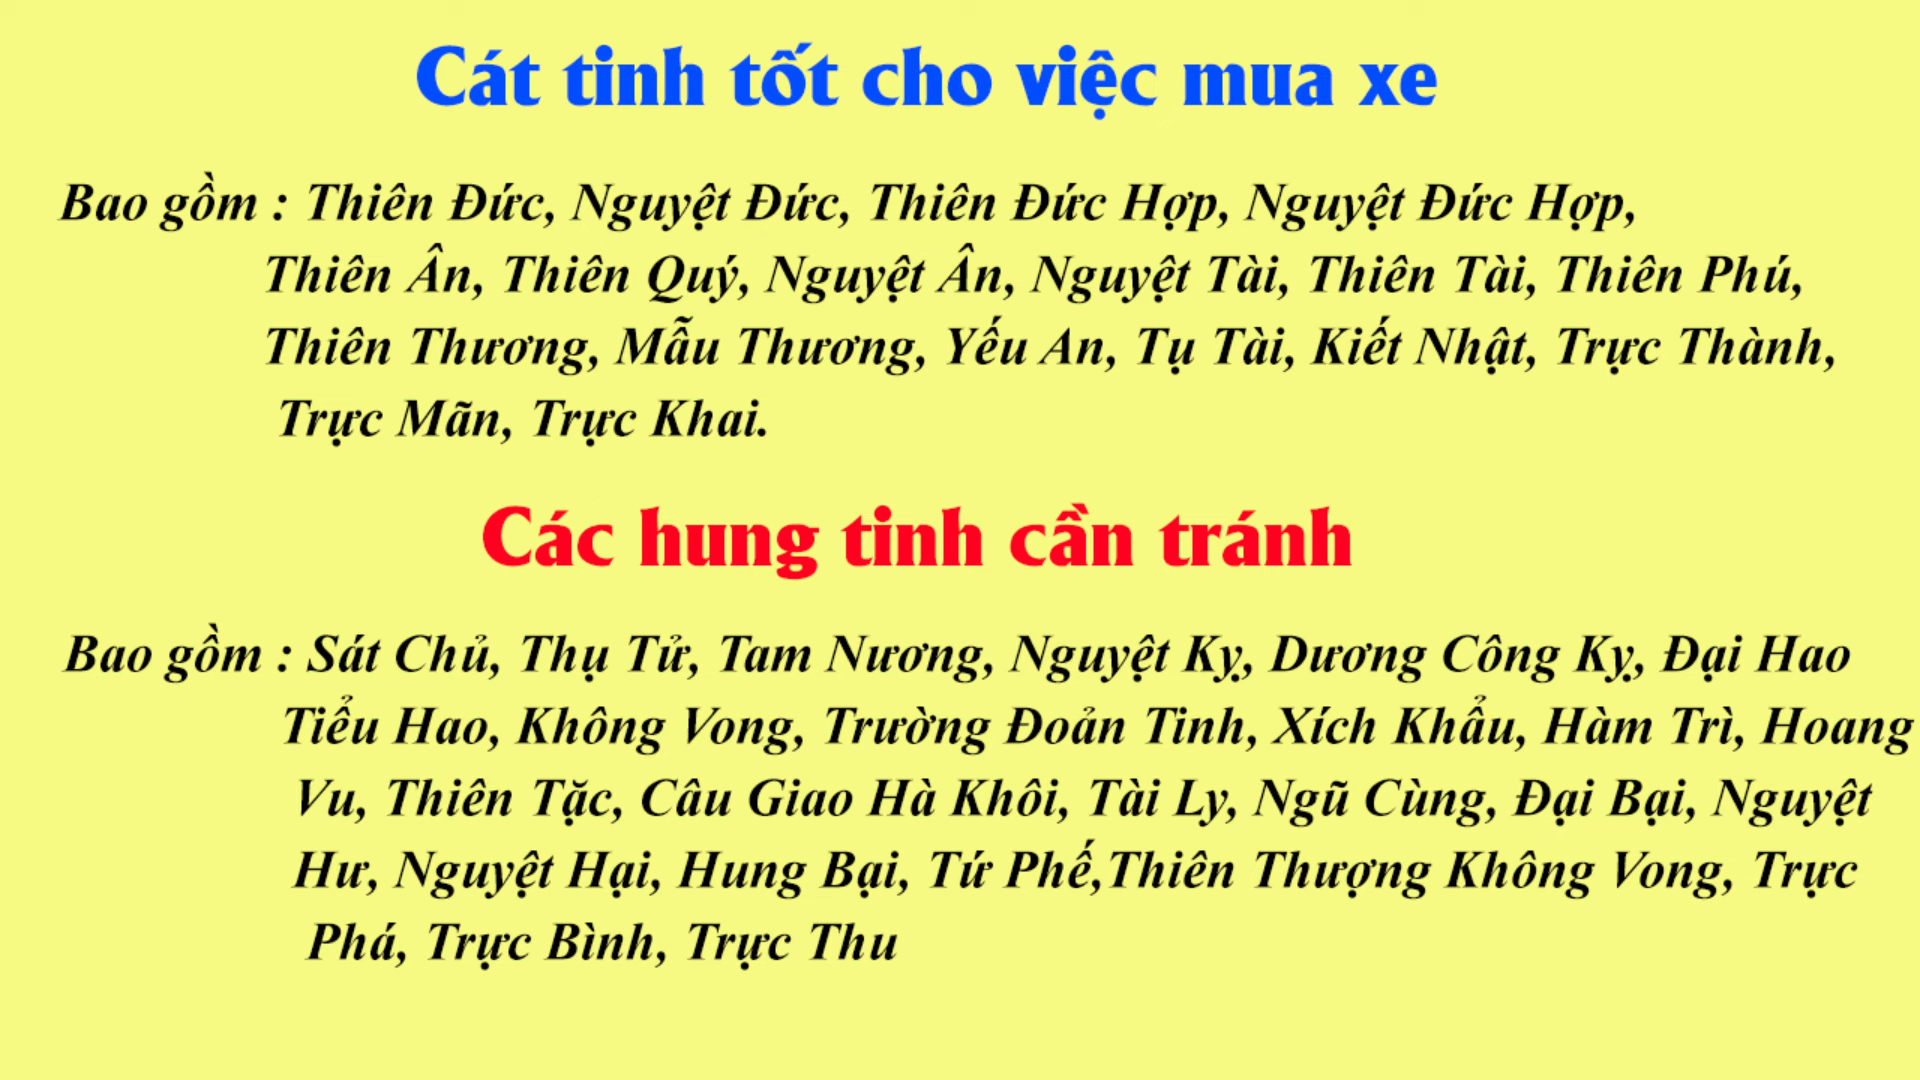 Cát tinh tốt cho việc mua xe
Bao gồm : Thiên Đức, Nguyệt Đức, Thiên Đức Hợp, Nguyệt Đức Hợp,
Thiên Ân, Thiên Quý, Nguyệt Ân, Nguyệt Tài, Thiên Tài, Thiên Phú,
Thiên Thương, Mẫu Thương, Yếu An, Tụ Tài, Kiết Nhật, Trực Thành,
Trực Mãn, Trực Khai.
Các hung tinh cần tránh
Bao gồm : Sát Chủ, Thụ Tử, Tam Nương, Nguyệt Kỵ, Dương Công Kỵ, Đại Hao
Tiểu Hao, Không Vong, Trường Đoản Tinh, Xích Khẩu, Hàm Trì, Hoang
Vu, Thiên Tặc, Câu Giao Hà Khôi, Tài Ly, Ngũ Cùng, Đại Bại, Nguyệt
Hư, Nguyệt Hại, Hung Bại, Tứ Phế,Thiên Thượng Không Vong, Trực
Phá, Trực Bình, Trực Thu